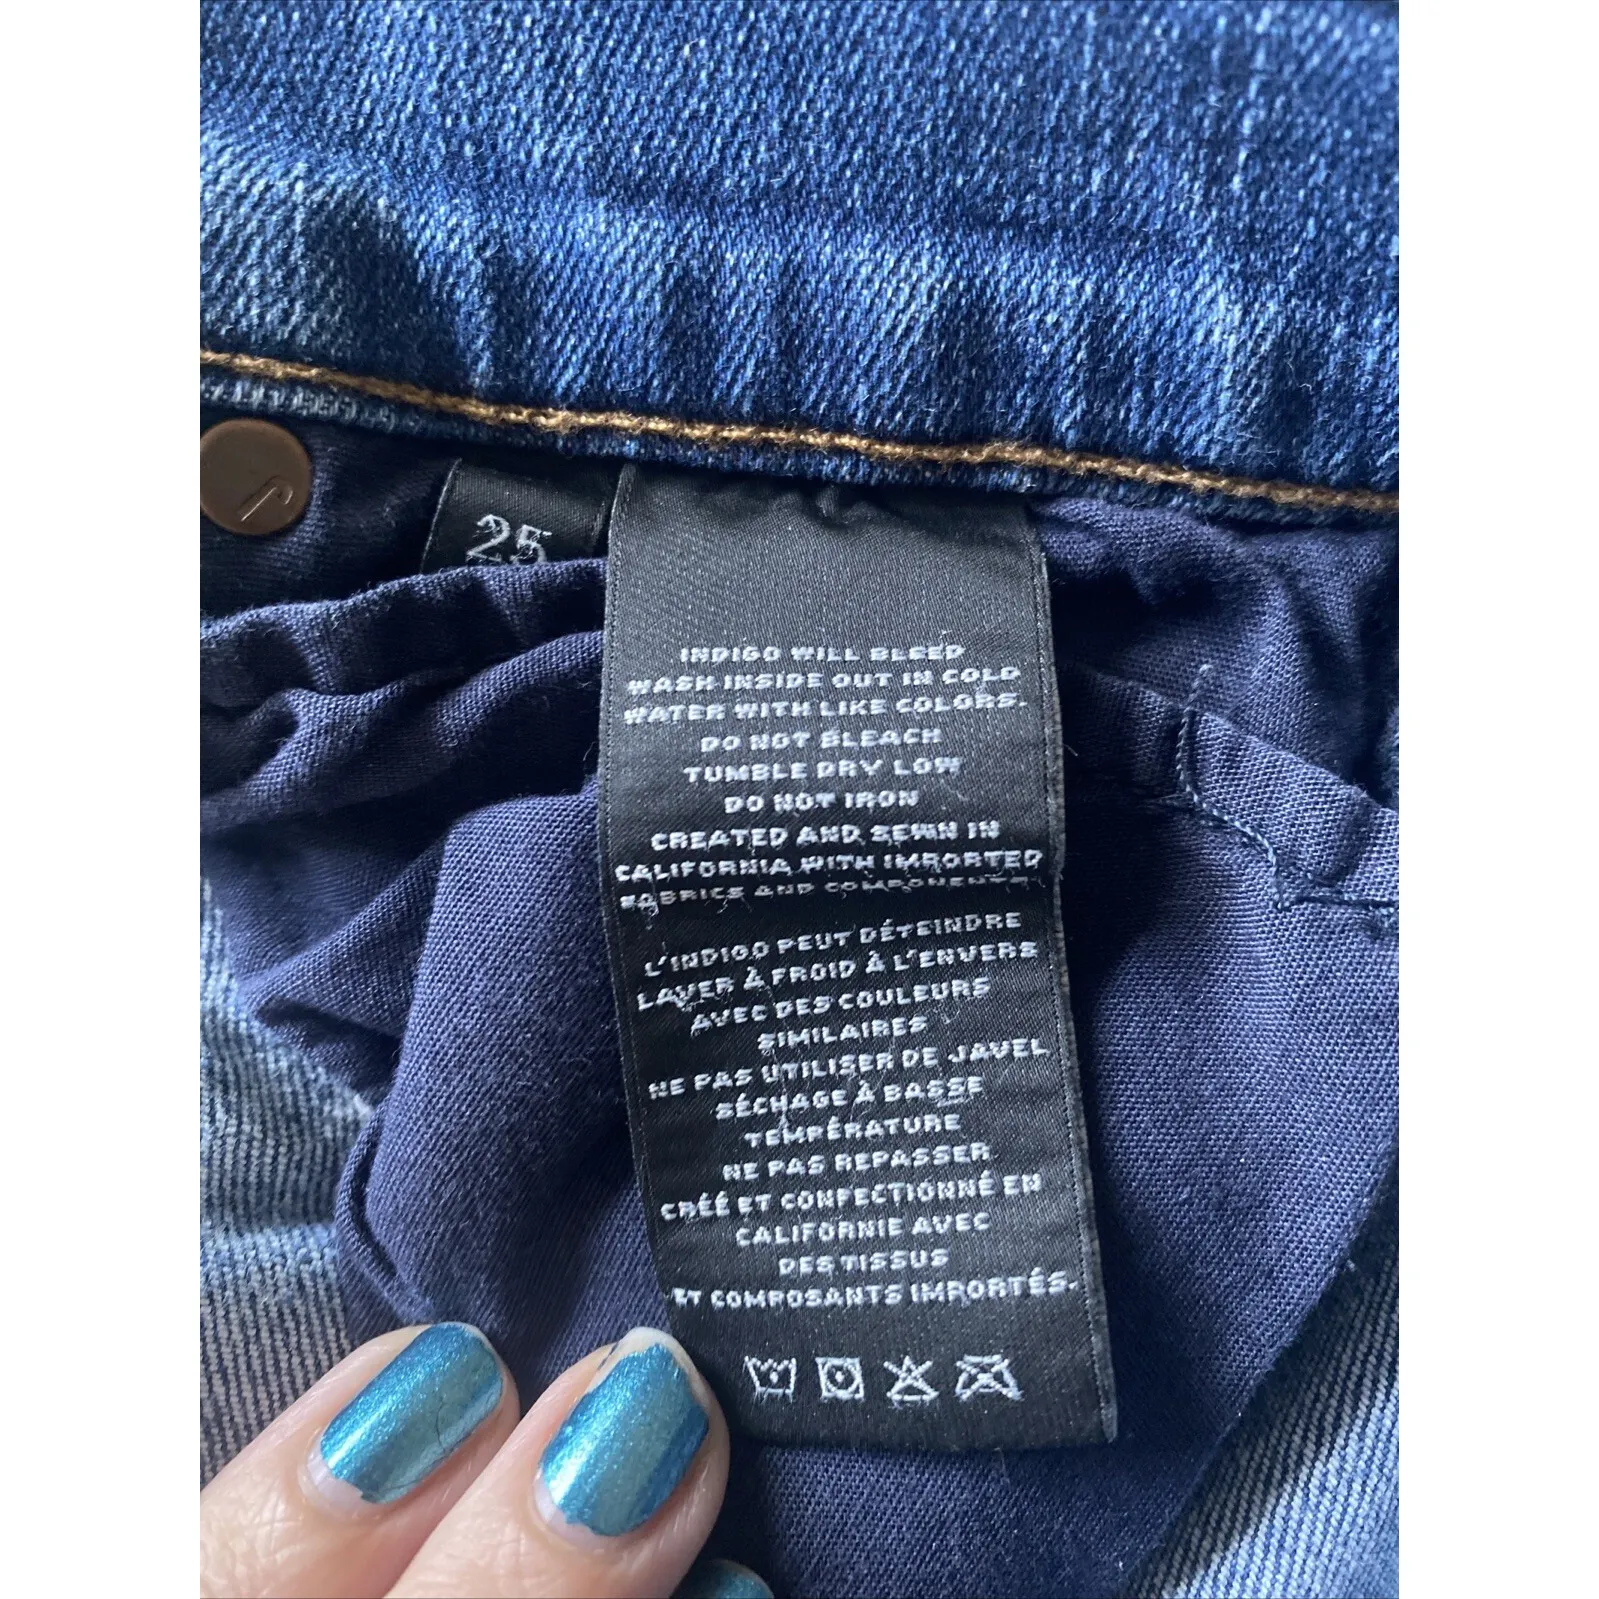 J
25
INDIGO WILL BLEED
WASH INSIDE OUT IN COLD
WATER WITH LIKE COLORS.
DO NOT BLEACH
TUMBLE DRY LOW
DO NOT IRON
CREATED AND SEWN IN
CALIFORNIA WITH IMPORTED
FABRICS AND COMPONENTS
L'INDIGO PEUT DÉTEINDRE
LAVER À FROID À L'ENVERS
AVEC DES COULEURS
SIMILAIRES
NE PAS UTILISER DE JAVEL
SÉCHAGE À BASSE
TEMPÉRATURE
NE PAS REPASSER
CRÉÉ ET CONFECTIONNÉ EN
CALIFORNIE AVEC
DES TISSUS
ET COMPOSANTS IMPORTÉS.